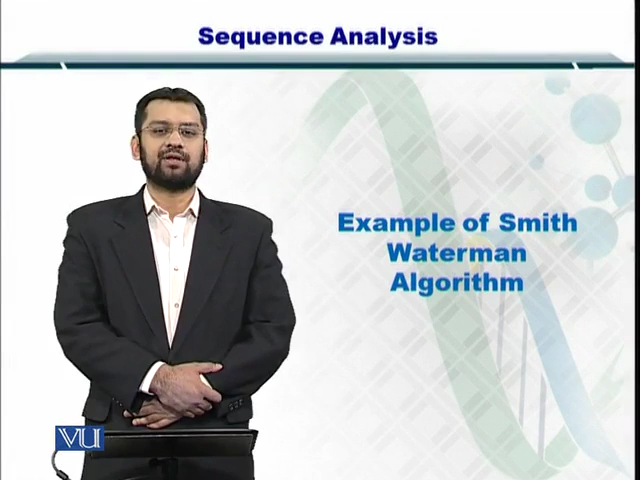 Sequence Analysis
Example of Smith
Waterman
Algorithm
VU